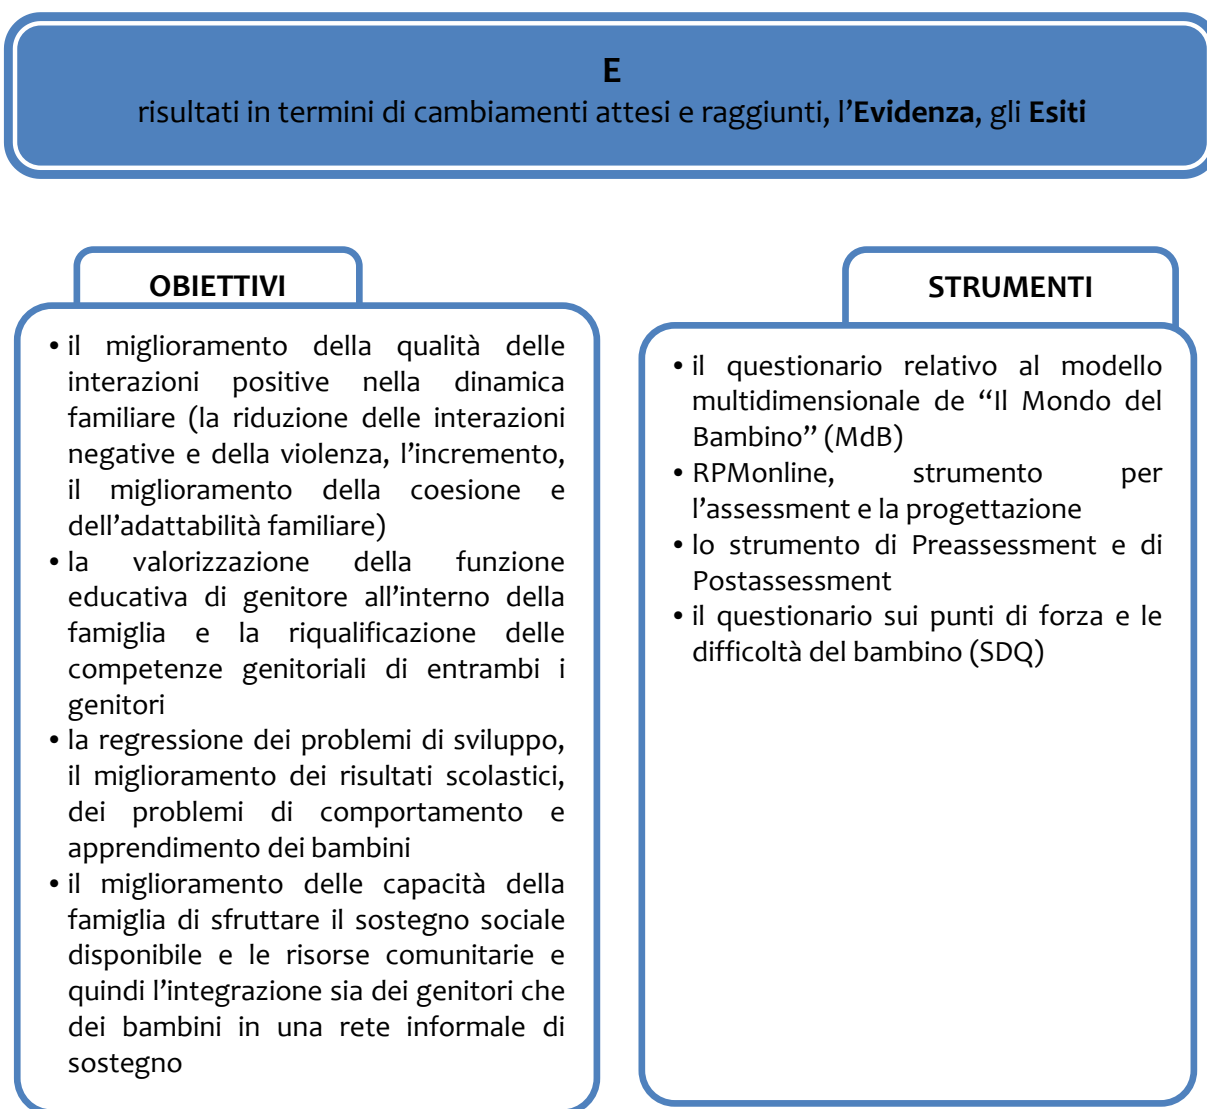 E
risultati in termini di cambiamenti attesi e raggiunti, l’Evidenza, gli Esiti
OBIETTIVI
• il miglioramento della qualità delle
interazioni positive nella dinamica
familiare (la riduzione delle interazioni
negative e della violenza, l’incremento,
il miglioramento della coesione e
dell’adattabilità familiare)
• la valorizzazione della funzione
educativa di genitore all’interno della
famiglia e la riqualificazione delle
competenze genitoriali di entrambi i
genitori
• la regressione dei problemi di sviluppo,
il miglioramento dei risultati scolastici,
dei problemi di comportamento e
apprendimento dei bambini
• il miglioramento delle capacità della
famiglia di sfruttare il sostegno sociale
disponibile e le risorse comunitarie e
quindi l’integrazione sia dei genitori che
dei bambini in una rete informale di
sostegno
STRUMENTI
• il questionario relativo al modello
multidimensionale de “Il Mondo del
Bambino” (MdB)
• RPMonline, strumento per
l’assessment e la progettazione
• lo strumento di Preassessment e di
Postassessment
• il questionario sui punti di forza e le
difficoltà del bambino (SDQ)